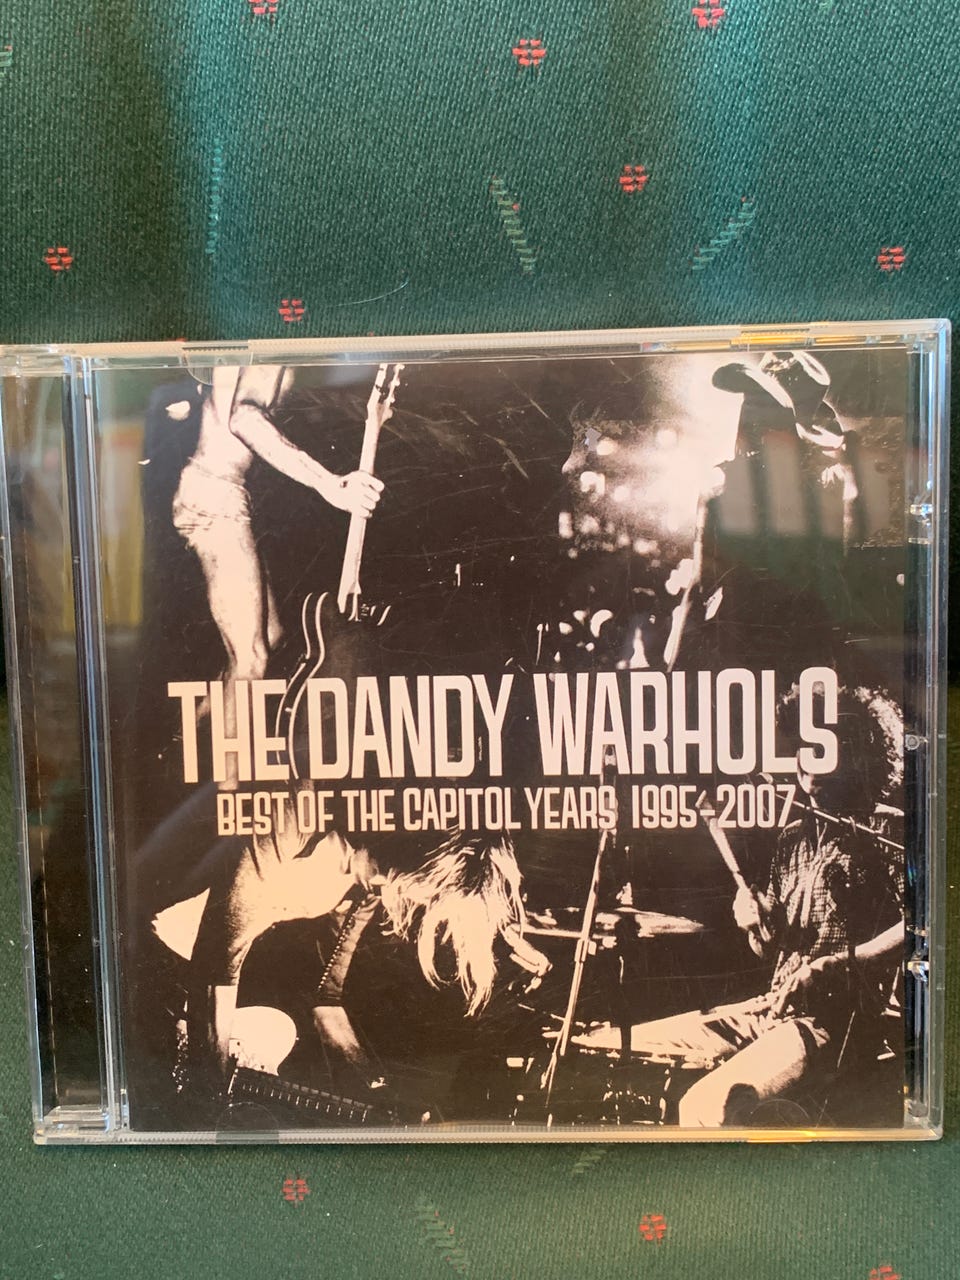 THE DANDY WARHOLS
BEST OF THE CAPITOL YEARS 1995-2007